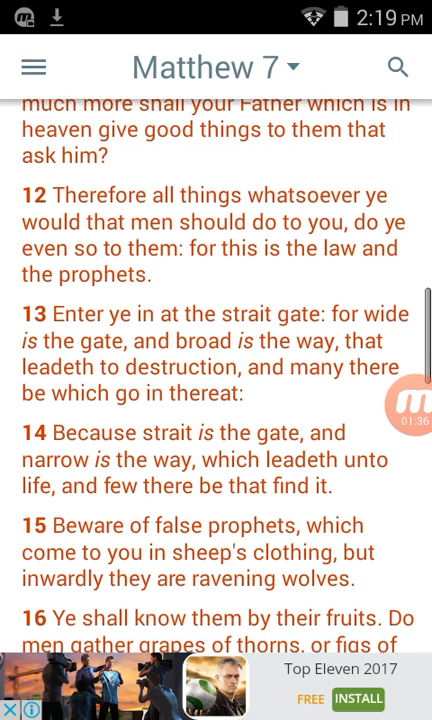 2:19 PM
Matthew 7
much more shall your Father which is in
heaven give good things to them that
ask him?
12 Therefore all things whatsoever ye
would that men should do to you, do ye
even so to them: for this is the law and
the prophets.
13 Enter ye in at the strait gate: for wide
is the gate, and broad is the way, that
leadeth to destruction, and many there
be which go in thereat:
14 Because strait is the gate, and
narrow is the way, which leadeth unto
life, and few there be that find it.
01:36
15 Beware of false prophets, which
come to you in sheep's clothing, but
inwardly they are ravening wolves.
16 Ye shall know them by their fruits. Do
men gather grapes of thorns, or figs of
Top Eleven 2017
FREE INSTALL